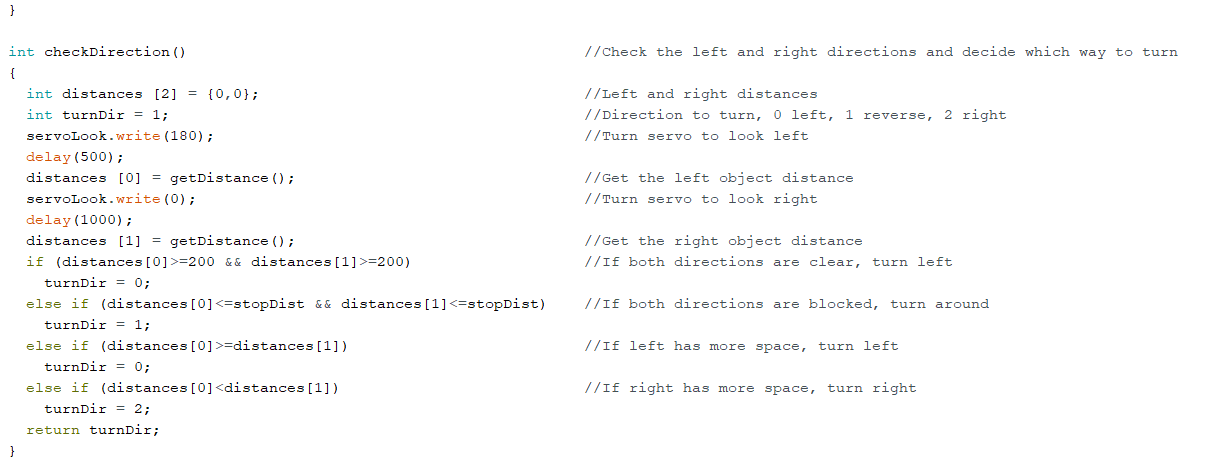 }
int checkDirection() //Check the left and right directions and decide which way to turn
{
int distances [2] = {0,0}; //Left and right distances
int turnDir = 1; //Direction to turn, 0 left, 1 reverse, 2 right
servoLook.write(180); //Turn servo to look left
delay(500);
distances [0] = getDistance(); //Get the left object distance
servoLook.write(0); //Turn servo to look right
delay(1000);
distances [1] = getDistance(); //Get the right object distance
if (distances[0]>=200 && distances[1]>=200) //If both directions are clear, turn left
turnDir = 0;
else if (distances[0]<=stopDist && distances[1]<=stopDist) //If both directions are blocked, turn around
turnDir = 1;
else if (distances[0]>=distances[1]) //If left has more space, turn left
turnDir = 0;
else if (distances[0]<distances[1]) //If right has more space, turn right
turnDir = 2;
return turnDir;
}